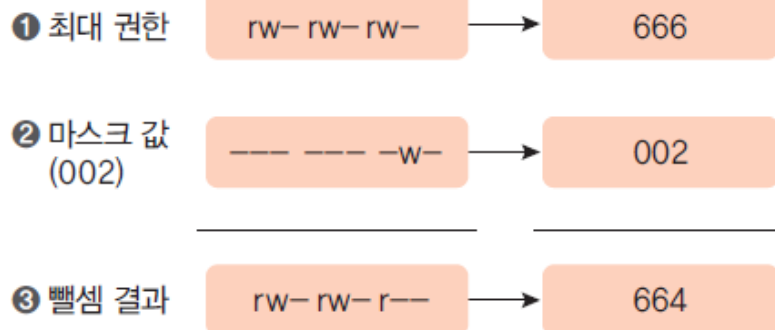 ❶ 최대 권한 rw– rw– rw– 666
❷ 마스크 값 ––– ––– –w– 002
(002)
❸ 뺄셈 결과 rw– rw– r–– 664